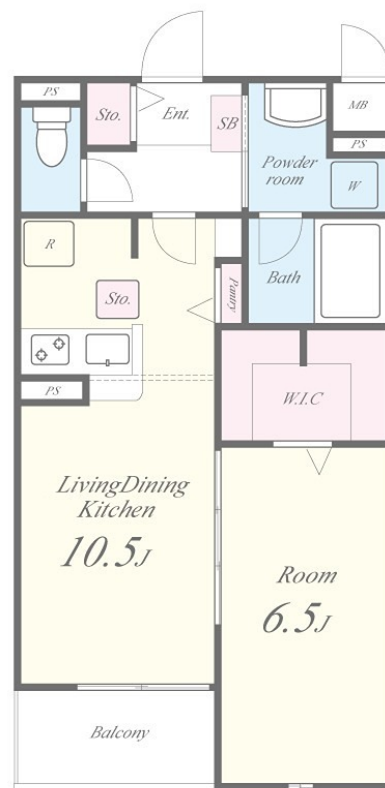 PS
Sto.
Ent.
SB
MB
PS
Powder
room
W
R
Sto.
Pantry
Bath
PS
W.I.C
LivingDining
Kitchen
10.5J
Room
6.5J
Balcony